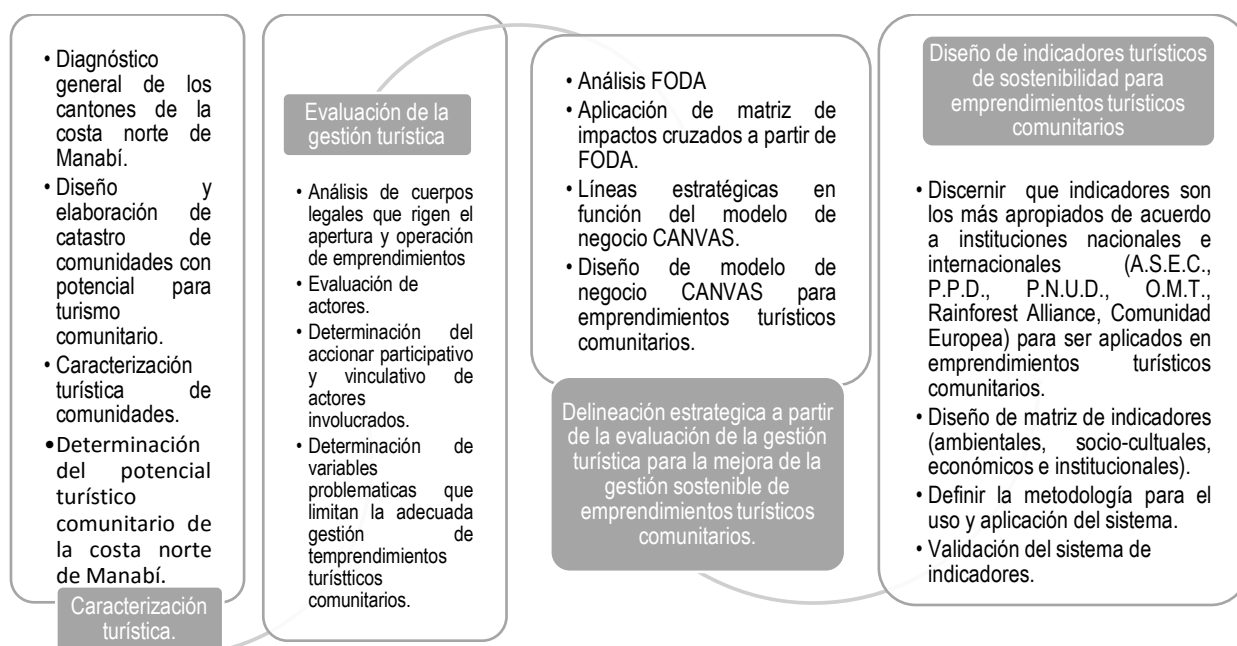 • Diagnóstico
general de los
cantones de la
costa norte de
Manabí.
• Diseño y
elaboración de
catastro de
comunidades con
potencial para
turismo
comunitario.
• Caracterización
turística de
comunidades.
•Determinación
del potencial
turístico
comunitario de
la costa norte
de Manabí.
Caracterización
turística.
Evaluación de la
gestión turística
• Análisis de cuerpos
legales que rigen el
apertura y operación
de emprendimientos
• Evaluación de
actores.
• Determinación del
accionar participativo
y vinculativo de
actores
involucrados.
• Determinación de
variables
problematicas que
limitan la adecuada
gestión de
temprendimientos
turístticos
comunitarios.
• Análisis FODA
• Aplicación de matriz de
impactos cruzados a partir de
FODA.
• Líneas estratégicas en
función del modelo de
negocio CANVAS.
• Diseño de modelo de
negocio CANVAS para
emprendimientos turísticos
comunitarios.
Delineación estrategica a partir
de la evaluación de la gestión
turística para la mejora de la
gestión sostenible de
emprendimientos turísticos
comunitarios.
Diseño de indicadores turísticos
de sostenibilidad para
emprendimientos turísticos
comunitarios
• Discernir que indicadores son
los más apropiados de acuerdo
a instituciones nacionales e
internacionales (A.S.E.C.,
P.P.D., P.N.U.D., O.M.T.,
Rainforest Alliance, Comunidad
Europea) para ser aplicados en
emprendimientos turísticos
comunitarios.
• Diseño de matriz de indicadores
(ambientales, socio-cultuales,
económicos e institucionales).
• Definir la metodología para el
uso y aplicación del sistema.
• Validación del sistema de
indicadores.